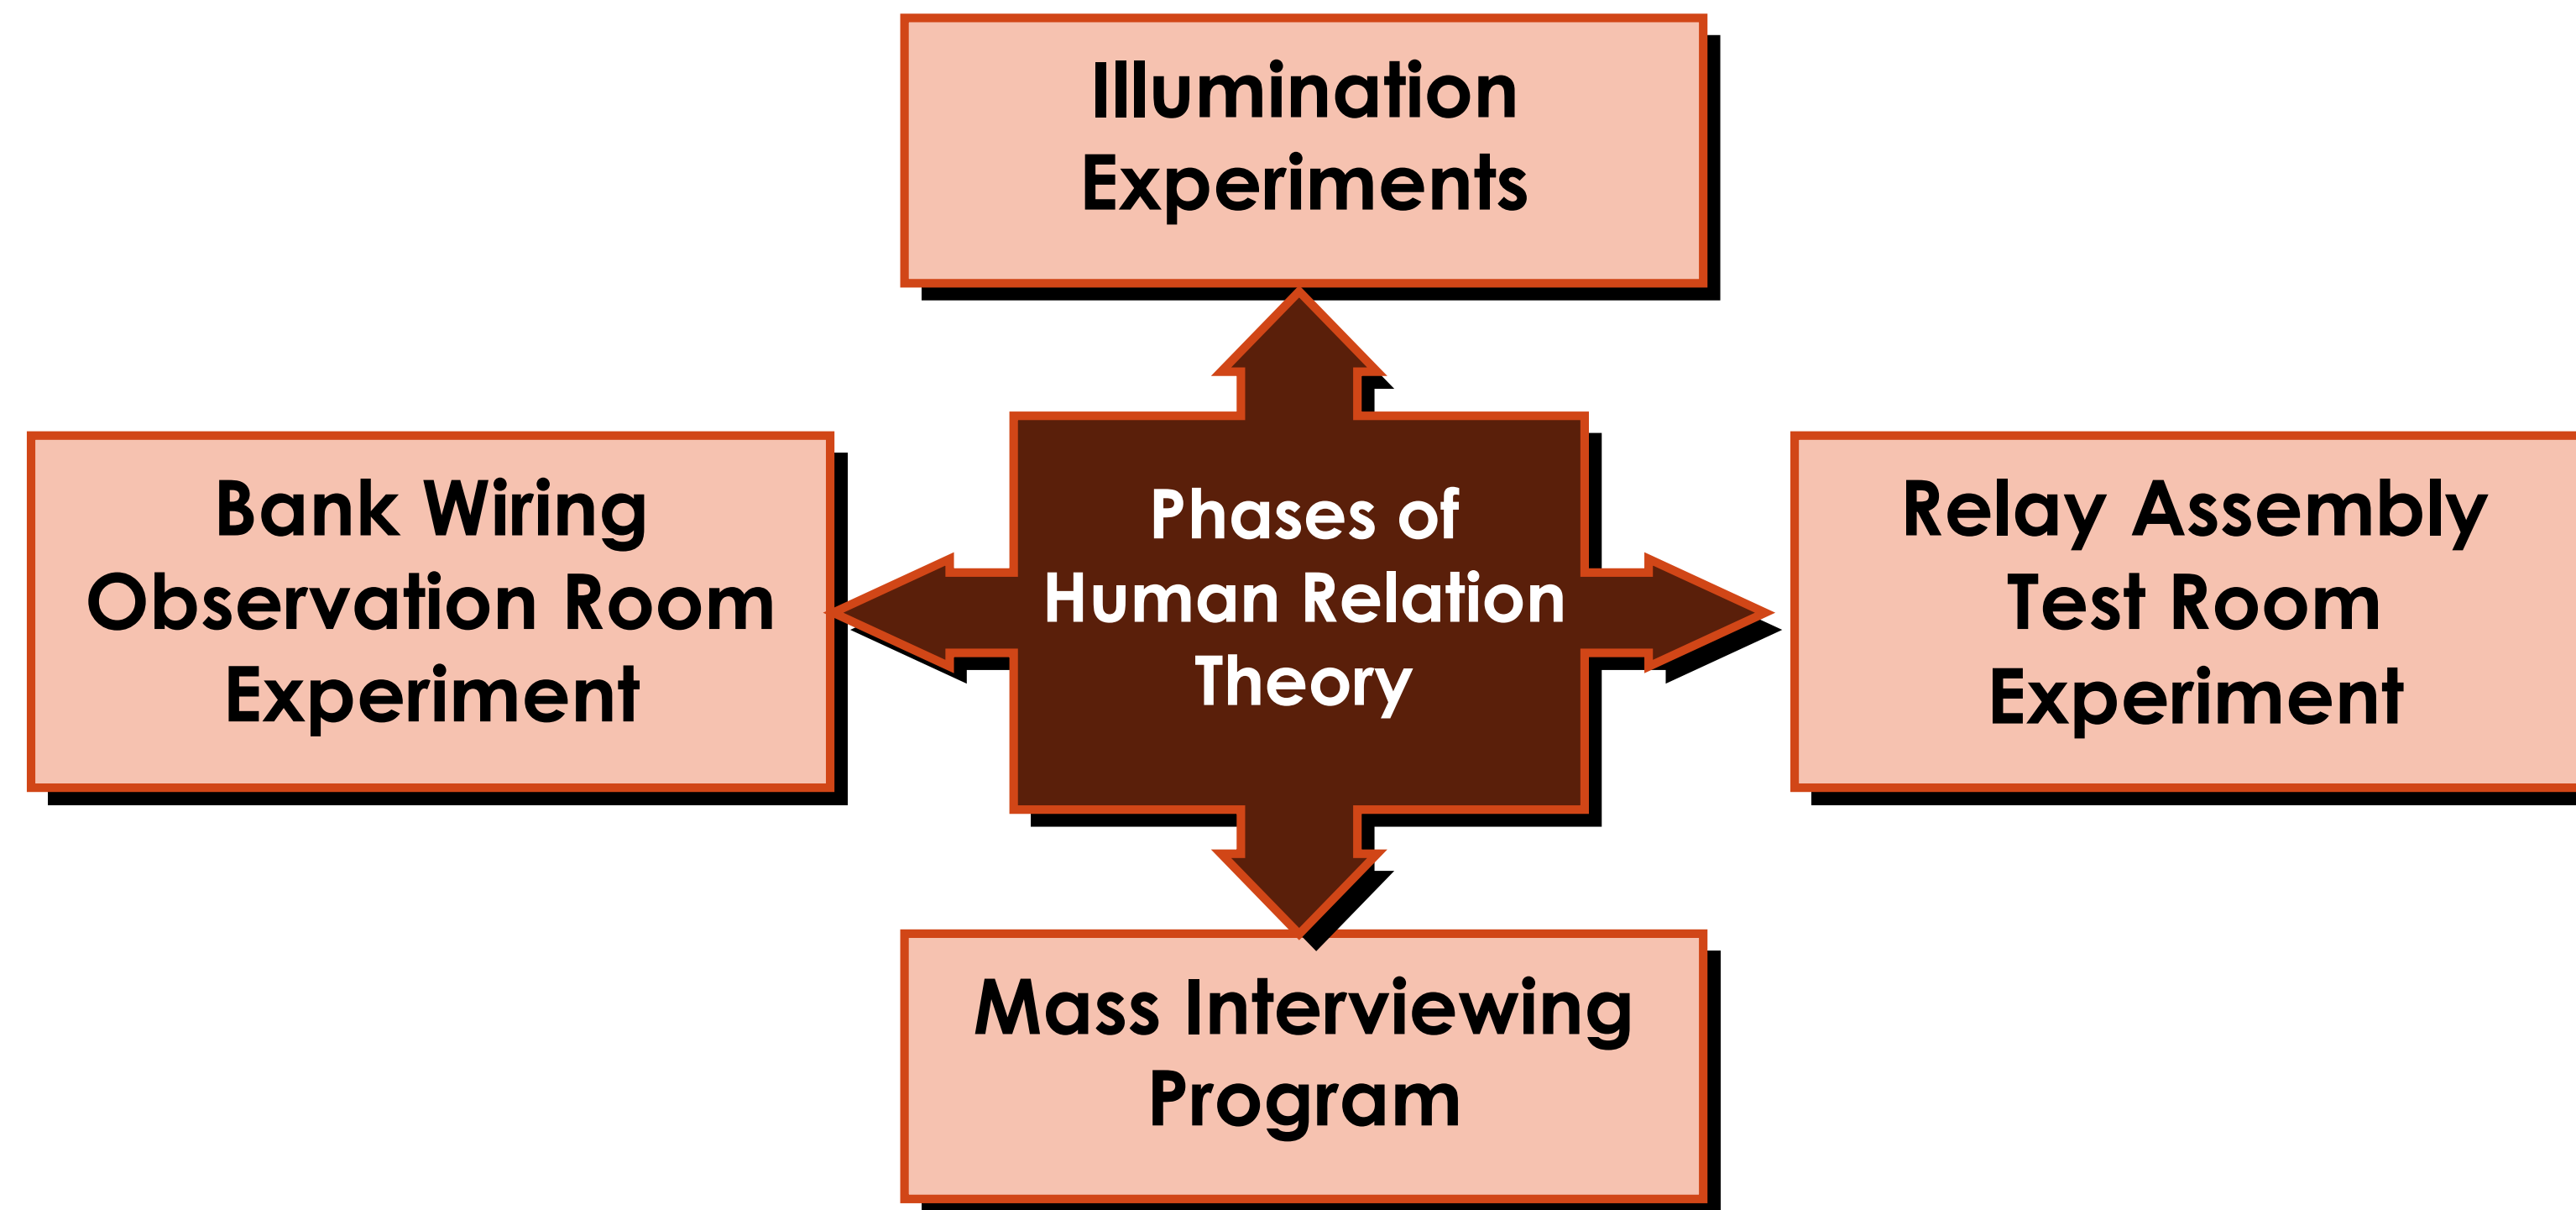 Illumination
Experiments
Bank Wiring
Observation Room
Experiment
Phases of
Human Relation
Theory
Relay Assembly
Test Room
Experiment
Mass Interviewing
Program